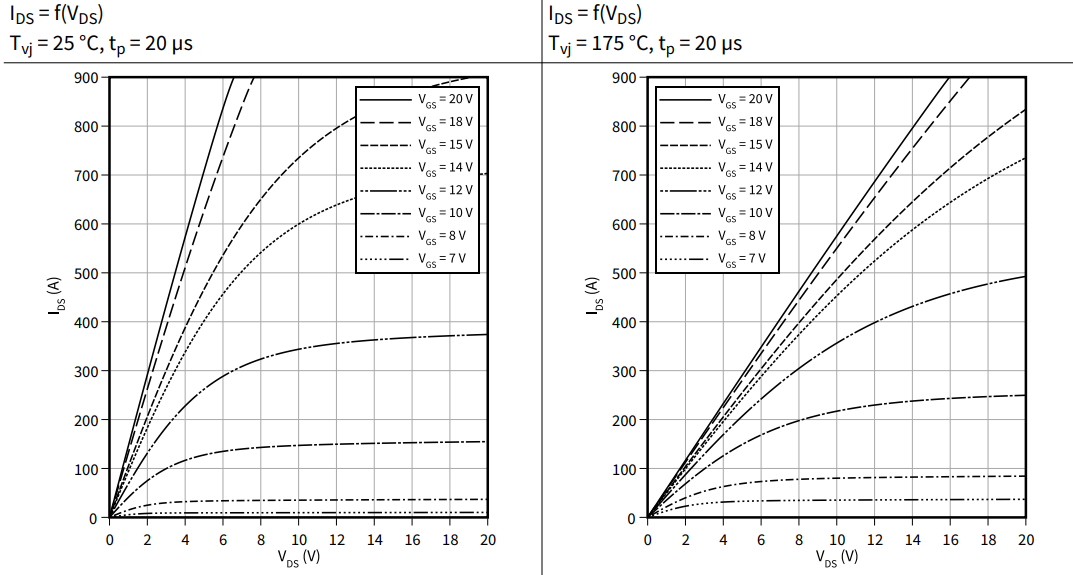 I_DS = f(V_DS)
T_vj = 25 °C, t_p = 20 µs
900
800
700
600
500
400
300
200
100
0
I_DS (A)
V_GS = 20 V
V_GS = 18 V
V_GS = 15 V
V_GS = 14 V
V_GS = 12 V
V_GS = 10 V
V_GS = 8 V
V_GS = 7 V
0 2 4 6 8 10 12 14 16 18 20
V_DS (V)
I_DS = f(V_DS)
T_vj = 175 °C, t_p = 20 µs
900
800
700
600
500
400
300
200
100
0
I_DS (A)
V_GS = 20 V
V_GS = 18 V
V_GS = 15 V
V_GS = 14 V
V_GS = 12 V
V_GS = 10 V
V_GS = 8 V
V_GS = 7 V
0 2 4 6 8 10 12 14 16 18 20
V_DS (V)